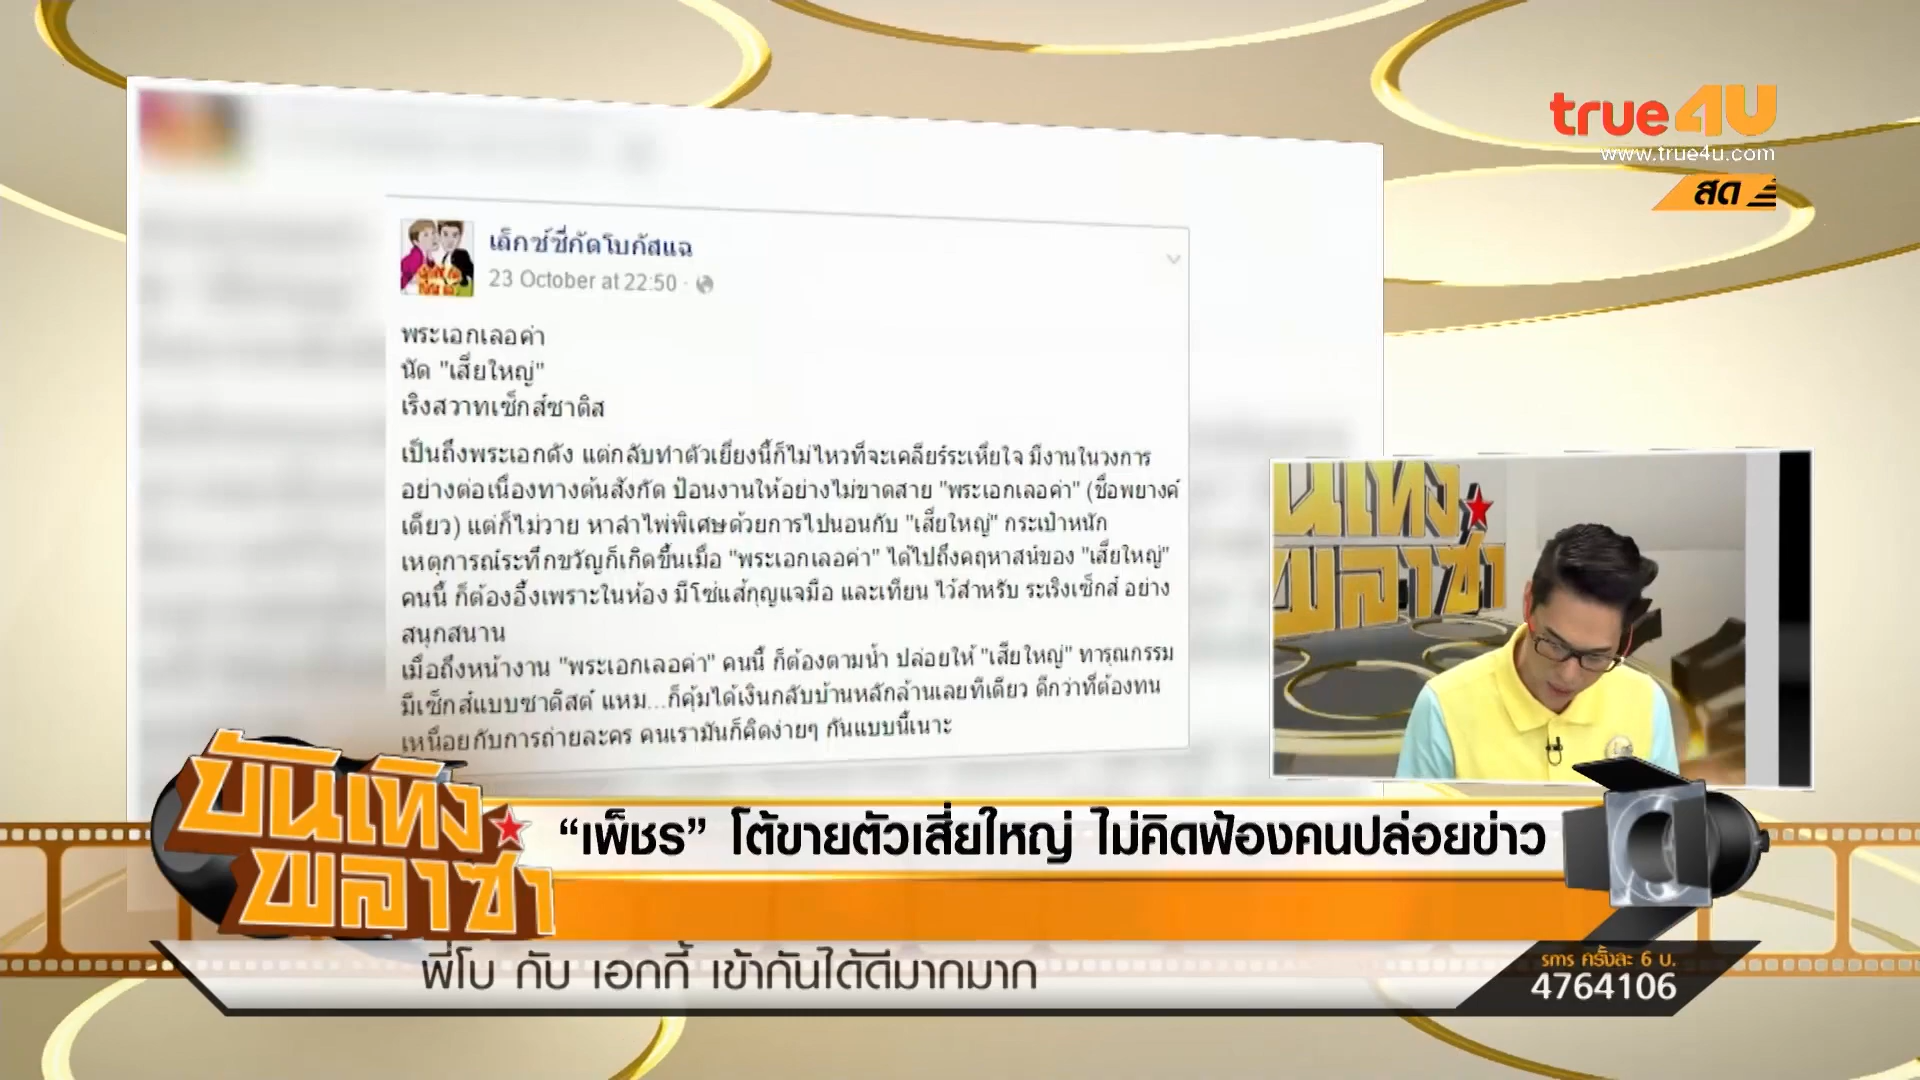 true4U
www.true4u.com
สด
เล็กซ์ซี่กัดโบกัสแฉ
23 October at 22:50
พระเอกเลอค่า
นัด "เสี่ยใหญ่"
เริงสวาทเซ็กส์ซาดิส
เป็นถึงพระเอกดัง แต่กลับทำตัวเยี่ยงนี้ก็ไม่ไหวที่จะเคลียร์ระเหี่ยใจ มีงานในวงการ
อย่างต่อเนื่องทางต้นสังกัด ป้อนงานให้อย่างไม่ขาดสาย "พระเอกเลอค่า" (ชื่อพยางค์
เดียว) แต่ก็ไม่วาย หาลำไพ่พิเศษด้วยการไปนอนกับ "เสี่ยใหญ่" กระเป๋าหนัก
เหตุการณ์ระทึกขวัญก็เกิดขึ้นเมื่อ "พระเอกเลอค่า" ได้ไปถึงคฤหาสน์ของ "เสี่ยใหญ่"
คนนี้ ก็ต้องอึ้งเพราะในห้อง มีโซ่แส้กุญแจมือ และเทียน ไว้สำหรับ ระเริงเซ็กส์ อย่าง
สนุกสนาน
เมื่อถึงหน้างาน "พระเอกเลอค่า" คนนี้ ก็ต้องตามน้ำ ปล่อยให้ "เสี่ยใหญ่" ทารุณกรรม
มีเซ็กส์แบบซาดิสต์ แหม...ก็คุ้มได้เงินกลับบ้านหลักล้านเลยทีเดียว ดีกว่าที่ต้องทน
เหนื่อยกับการถ่ายละคร คนเรามันก็คิดง่ายๆ กันแบบนี้เนาะ
บันเทิง
พลาซ่า
บันเทิง
พลาซ่า
“เพ็ชร” โต้ขายตัวเสี่ยใหญ่ ไม่คิดฟ้องคนปล่อยข่าว
พี่โบ กับ เอกกี้ เข้ากันได้ดีมากมาก
sms ครั้งละ 6 บ.
4764106